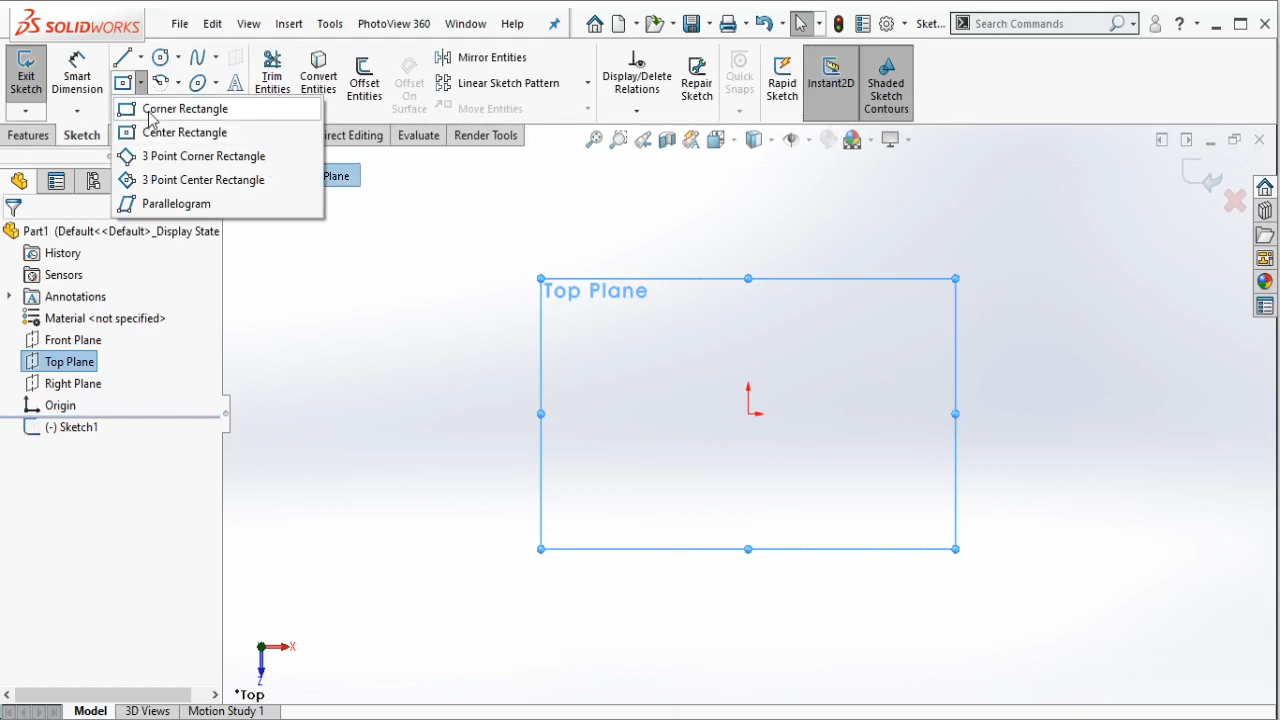 SOLIDWORKS File Edit View Insert Tools PhotoView 360 Window Help Sket... Search Commands
Exit Sketch
Smart Dimension
Trim Entities
Convert Entities
Offset Entities
Offset On Surface
Mirror Entities
Linear Sketch Pattern
Move Entities
Display/Delete Relations
Repair Sketch
Quick Snaps
Rapid Sketch
Instant2D
Shaded Sketch Contours
Features Sketch irect Editing Evaluate Render Tools
Corner Rectangle
Center Rectangle
3 Point Corner Rectangle
3 Point Center Rectangle
Parallelogram
Plane
Part1 (Default<<Default>_Display State
History
Sensors
Annotations
Material <not specified>
Front Plane
Top Plane
Right Plane
Origin
(-) Sketch1
Top Plane
X
Z
*Top
Model 3D Views Motion Study 1